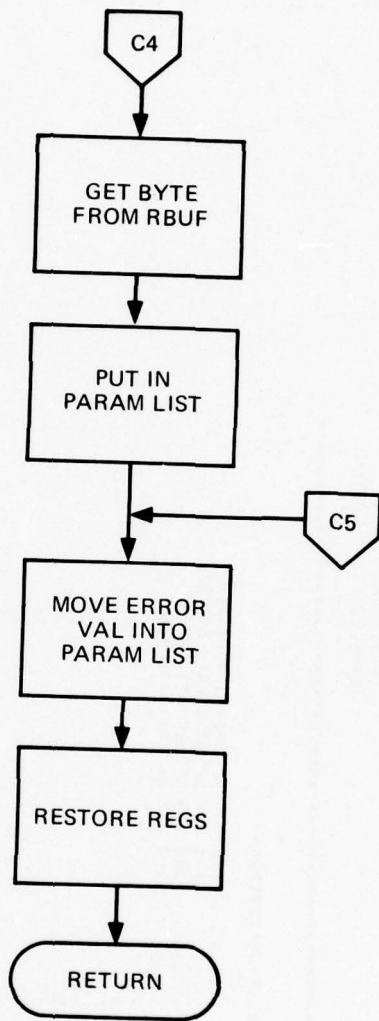 C4
GET BYTE
FROM RBUF
PUT IN
PARAM LIST
C5
MOVE ERROR
VAL INTO
PARAM LIST
RESTORE REGS
RETURN